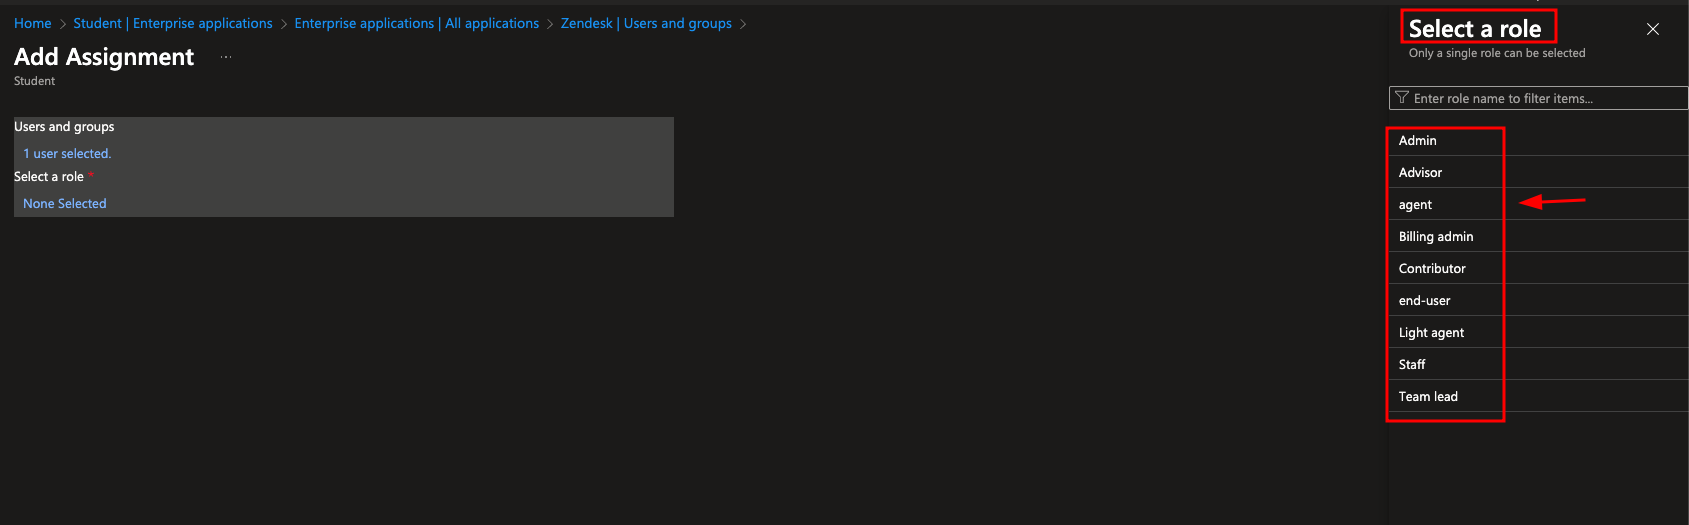 Home > Student | Enterprise applications > Enterprise applications | All applications > Zendesk | Users and groups >
Add Assignment ...
Student
Users and groups
1 user selected.
Select a role *
None Selected
Select a role
Only a single role can be selected
Enter role name to filter items...
Admin
Advisor
agent
Billing admin
Contributor
end-user
Light agent
Staff
Team lead